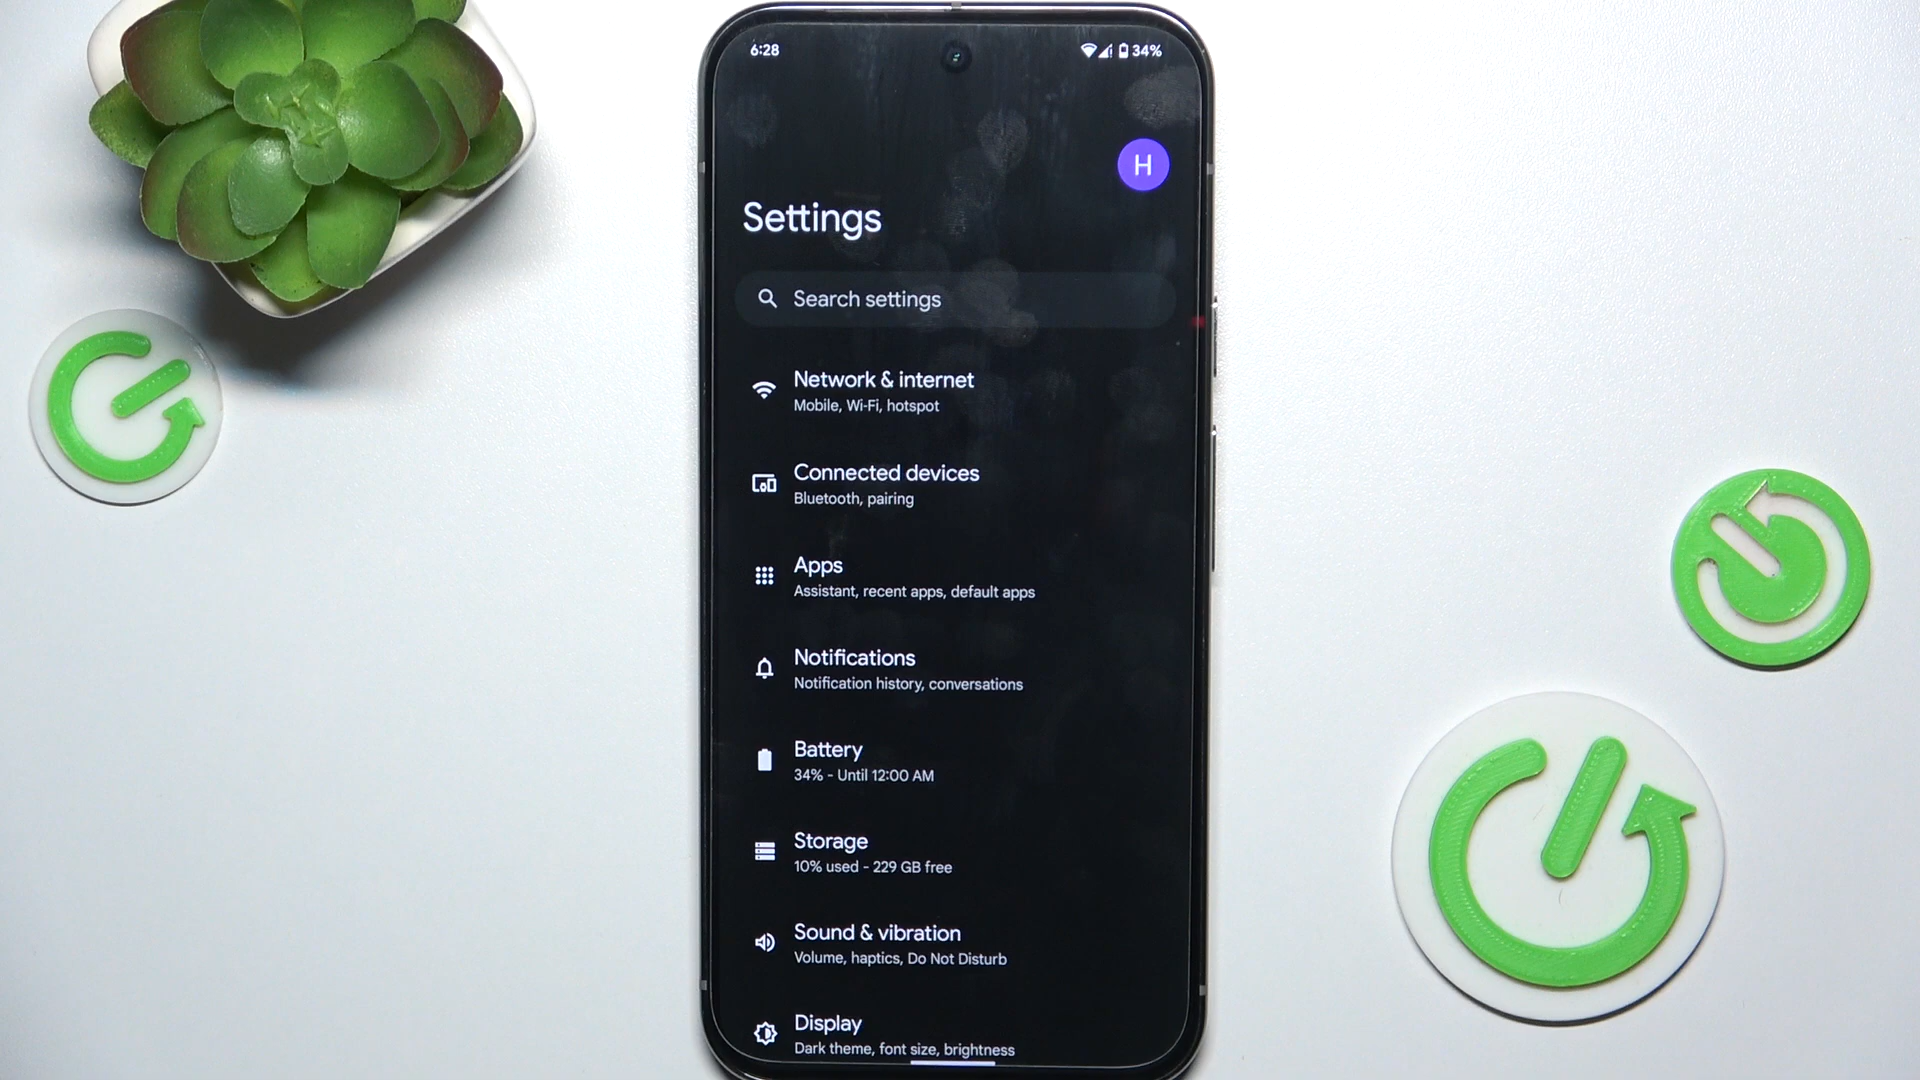 6:28
34%
H
Settings
Search settings
Network & internet
Mobile, Wi-Fi, hotspot
Connected devices
Bluetooth, pairing
Apps
Assistant, recent apps, default apps
Notifications
Notification history, conversations
Battery
34% - Until 12:00 AM
Storage
10% used - 229 GB free
Sound & vibration
Volume, haptics, Do Not Disturb
Display
Dark theme, font size, brightness